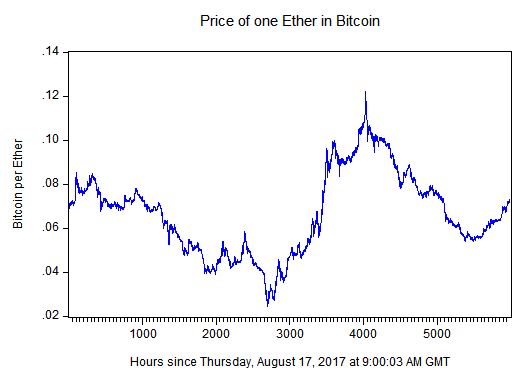 Price of one Ether in Bitcoin
.14
.12
.10
.08
.06
.04
.02
Bitcoin per Ether
1000 2000 3000 4000 5000
Hours since Thursday, August 17, 2017 at 9:00:03 AM GMT